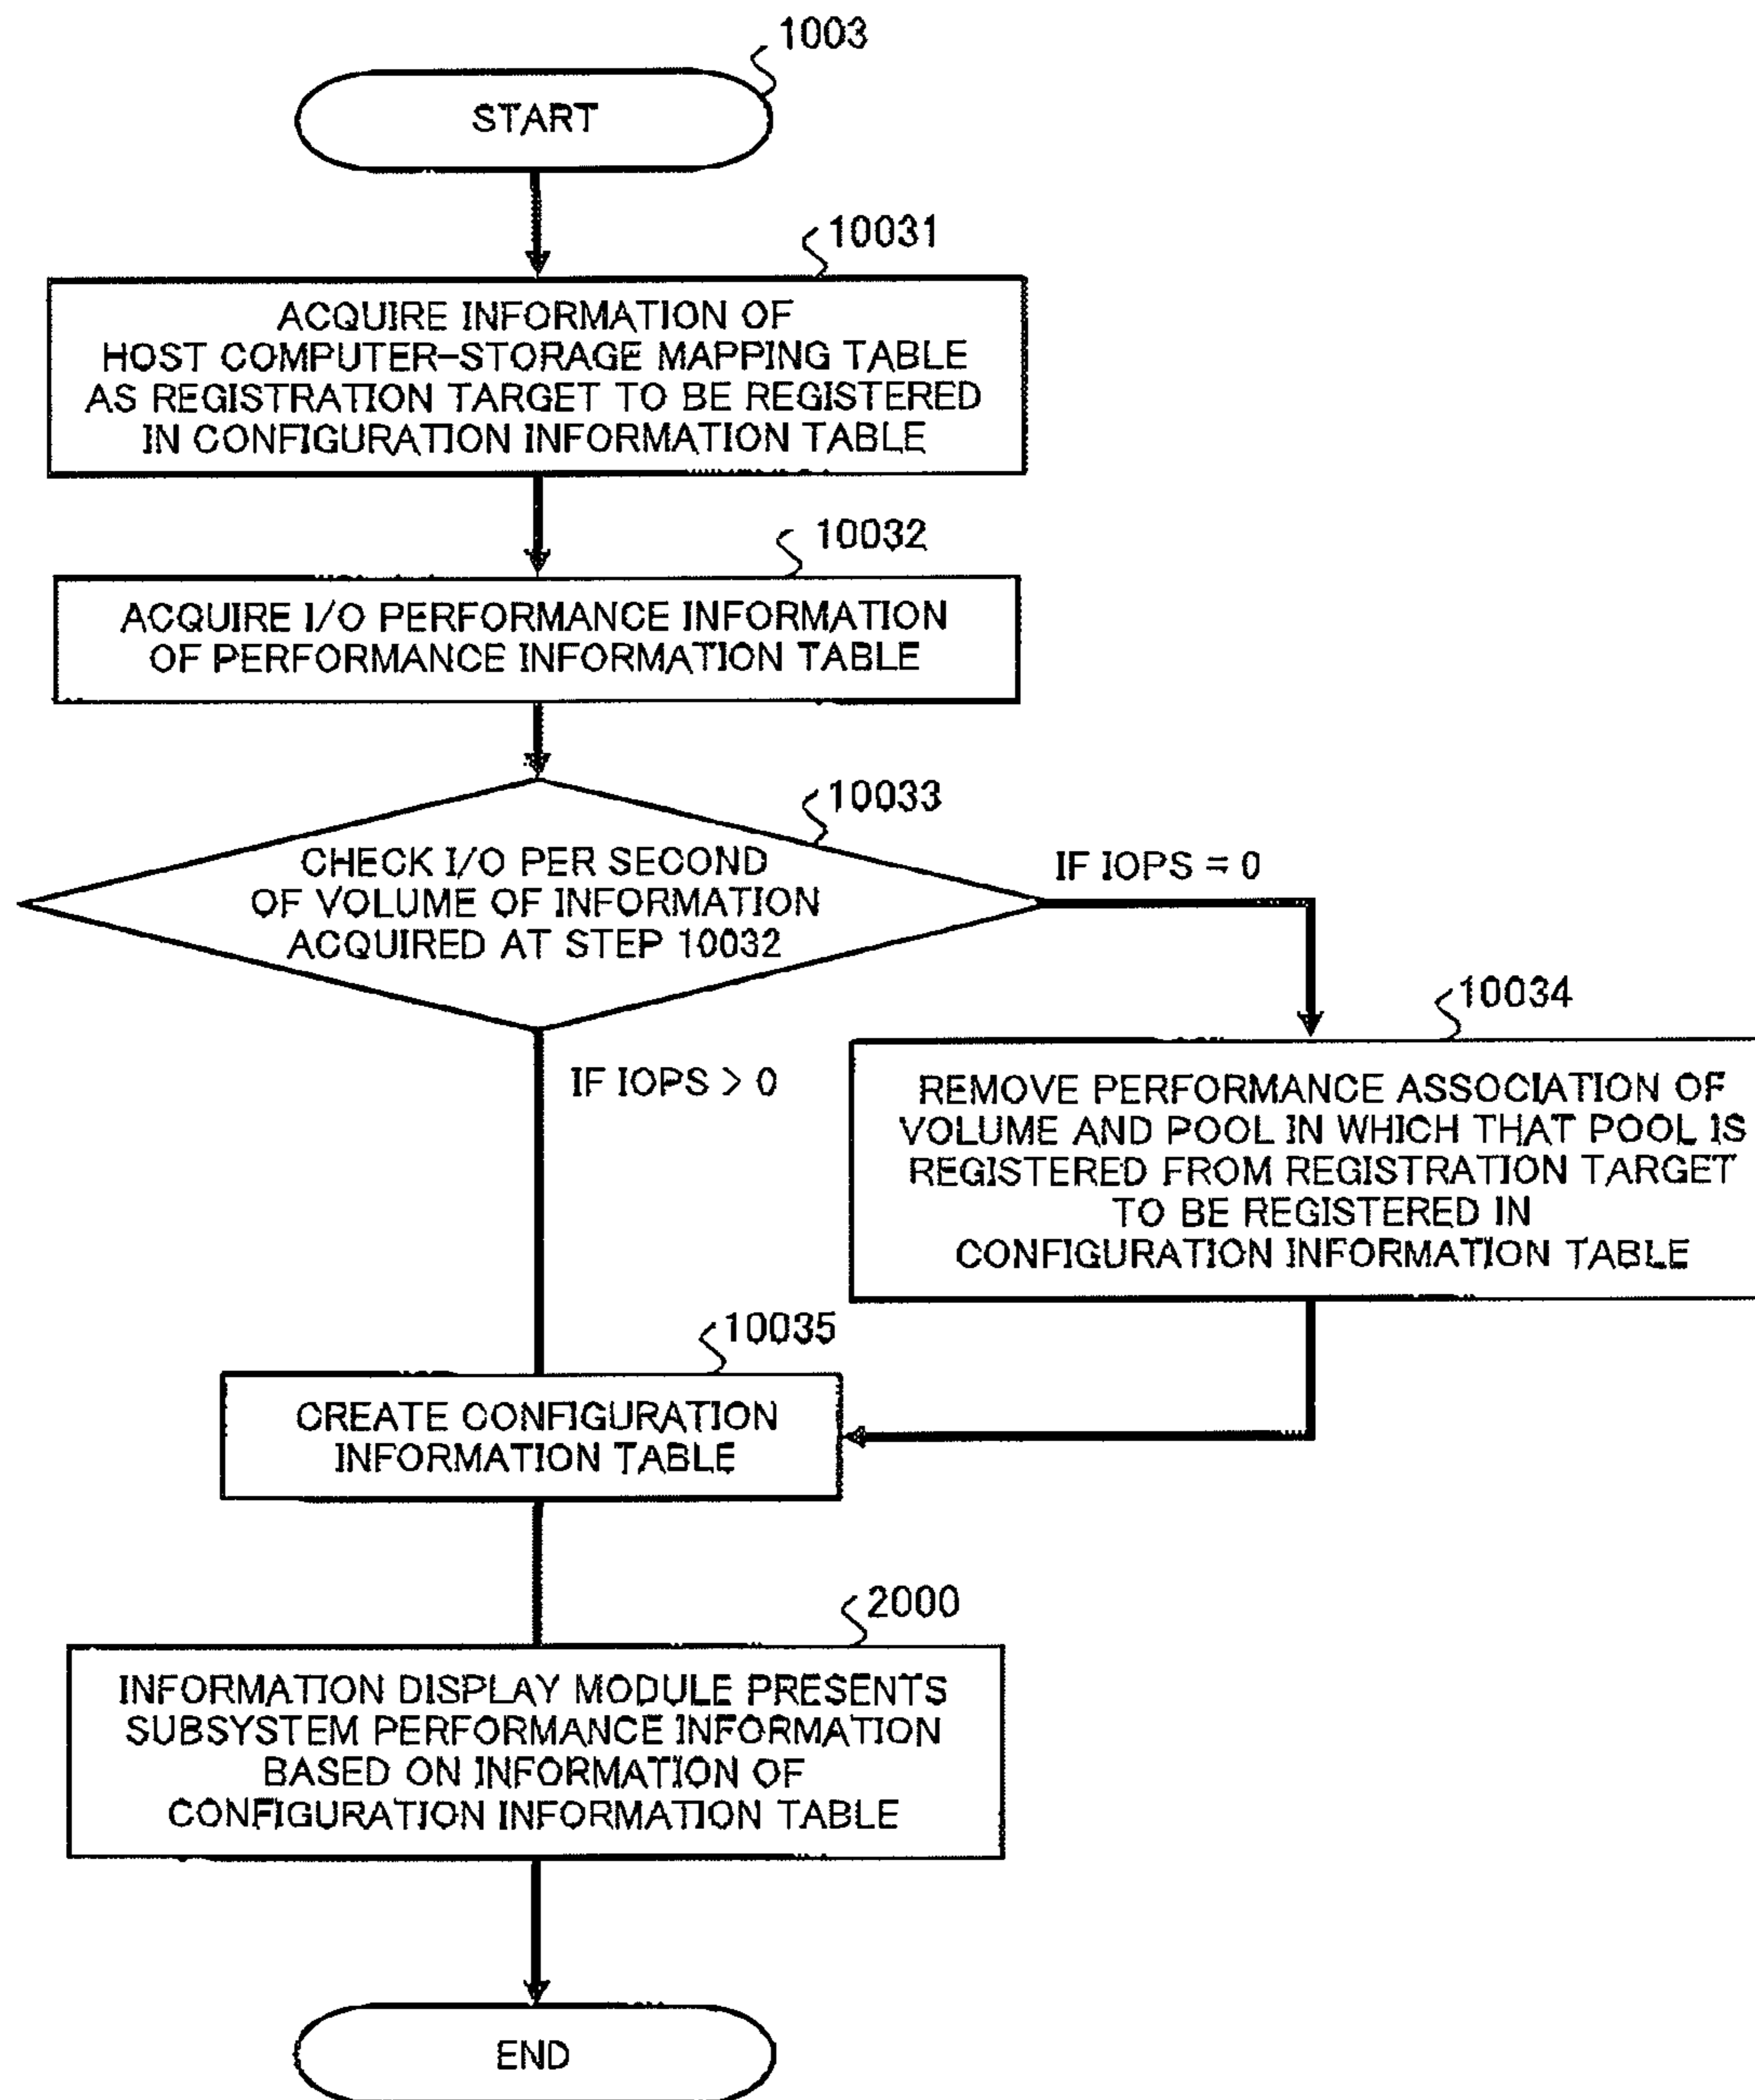 1003
START
10031
ACQUIRE INFORMATION OF
HOST COMPUTER-STORAGE MAPPING TABLE
AS REGISTRATION TARGET TO BE REGISTERED
IN CONFIGURATION INFORMATION TABLE
10032
ACQUIRE I/O PERFORMANCE INFORMATION
OF PERFORMANCE INFORMATION TABLE
10033
CHECK I/O PER SECOND
OF VOLUME OF INFORMATION
ACQUIRED AT STEP 10032
IF IOPS = 0
IF IOPS > 0
10034
REMOVE PERFORMANCE ASSOCIATION OF
VOLUME AND POOL IN WHICH THAT POOL IS
REGISTERED FROM REGISTRATION TARGET
TO BE REGISTERED IN
CONFIGURATION INFORMATION TABLE
10035
CREATE CONFIGURATION
INFORMATION TABLE
2000
INFORMATION DISPLAY MODULE PRESENTS
SUBSYSTEM PERFORMANCE INFORMATION
BASED ON INFORMATION OF
CONFIGURATION INFORMATION TABLE
END